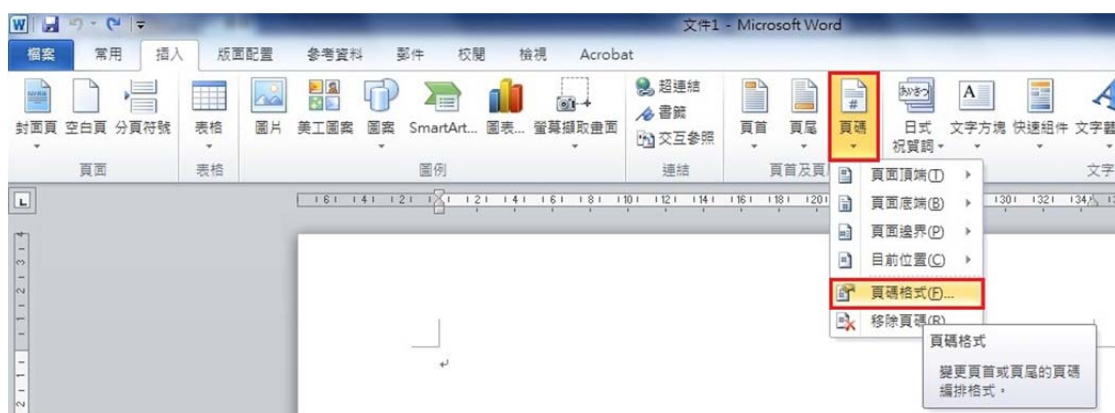 文件1 - Microsoft Word
檔案 常用 插入 版面配置 參考資料 郵件 校閱 檢視 Acrobat
封面頁 空白頁 分頁符號 表格 圖片 美工圖案 圖案 SmartArt... 圖表... 螢幕擷取畫面
超連結
書籤
交互參照
頁首 頁尾 頁碼 日式祝賀詞 文字方塊 快速組件
頁面 表格 圖例 連結 頁首及頁 文字
頁面頂端(T)
頁面底端(B)
頁面邊界(P)
目前位置(C)
頁碼格式(F)...
移除頁碼(R)
頁碼格式
變更頁首或頁尾的頁碼
編排格式。